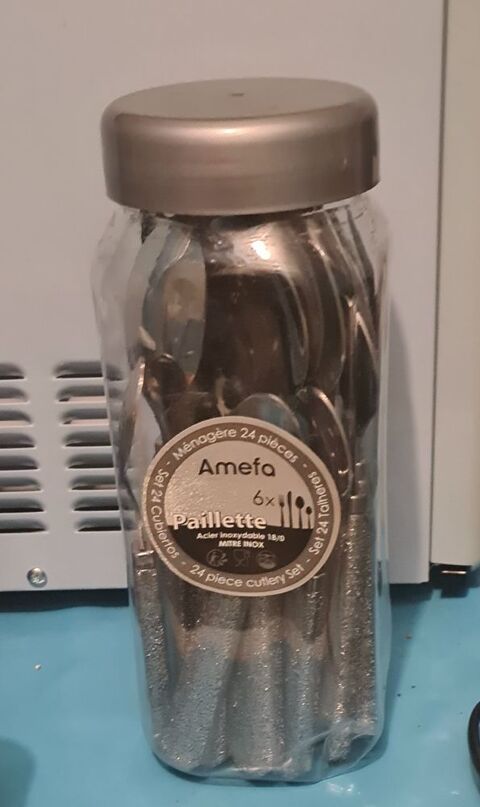 Ménagère 24 pièces
Amefa
6x
Paillette
Acier inoxydable 18/0
MITRE INOX
Set 24 Cubiertos
24 piece cutlery Set
Set 24 Talheres